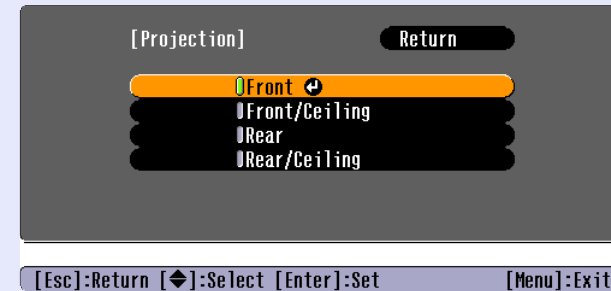 [Projection] Return
Front
Front/Ceiling
Rear
Rear/Ceiling
[Esc]:Return [◆]:Select [Enter]:Set [Menu]:Exit